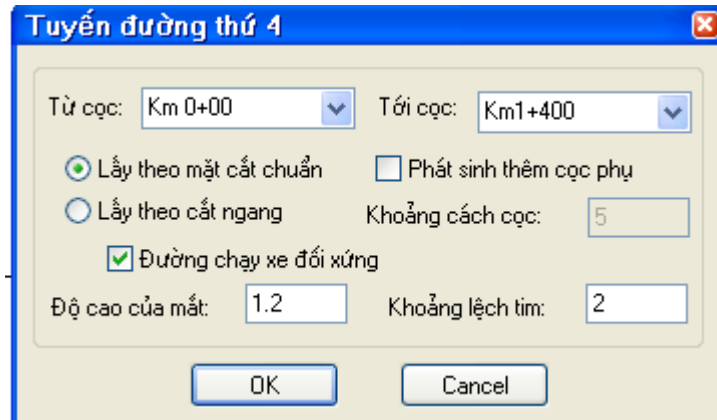 Tuyến đường thứ 4
Từ cọc: Km 0+00 Tới cọc: Km1+400
Lấy theo mặt cắt chuẩn Phát sinh thêm cọc phụ
Lấy theo cắt ngang Khoảng cách cọc: 5
Đường chạy xe đối xứng
Độ cao của mắt: 1.2 Khoảng lệch tim: 2
OK Cancel